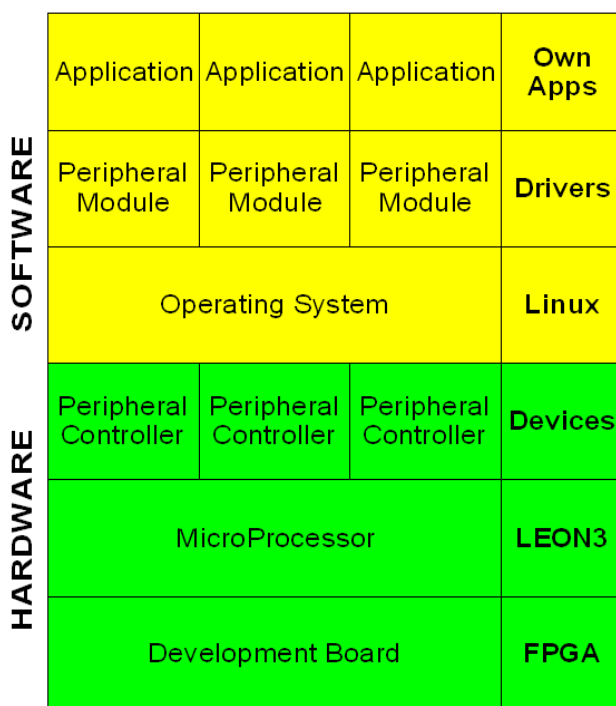 Application Application Application Own
Apps
Peripheral
Module Peripheral
Module Peripheral
Module Drivers
Operating System Linux
Peripheral
Controller Peripheral
Controller Peripheral
Controller Devices
MicroProcessor LEON3
Development Board FPGA
SOFTWARE
HARDWARE